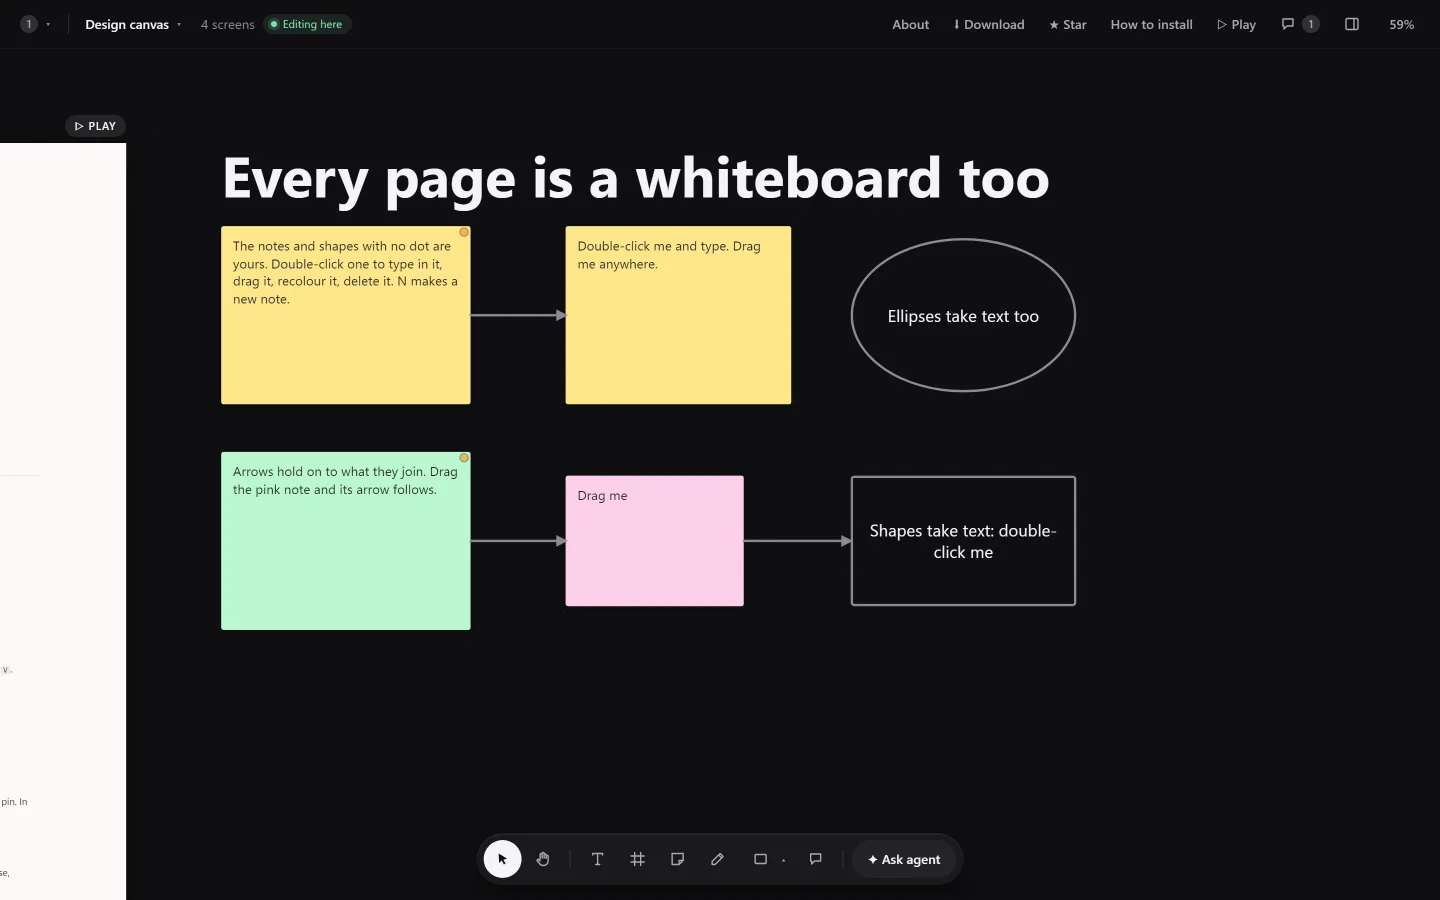 1
Design canvas
4 screens
Editing here
About
Download
Star
How to install
Play
1
59%
PLAY
Every page is a whiteboard too
The notes and shapes with no dot are
yours. Double-click one to type in it,
drag it, recolour it, delete it. N makes a
new note.
Double-click me and type. Drag
me anywhere.
Ellipses take text too
Arrows hold on to what they join. Drag
the pink note and its arrow follows.
Drag me
Shapes take text: double-
click me
v.
pin. In
se,
Ask agent